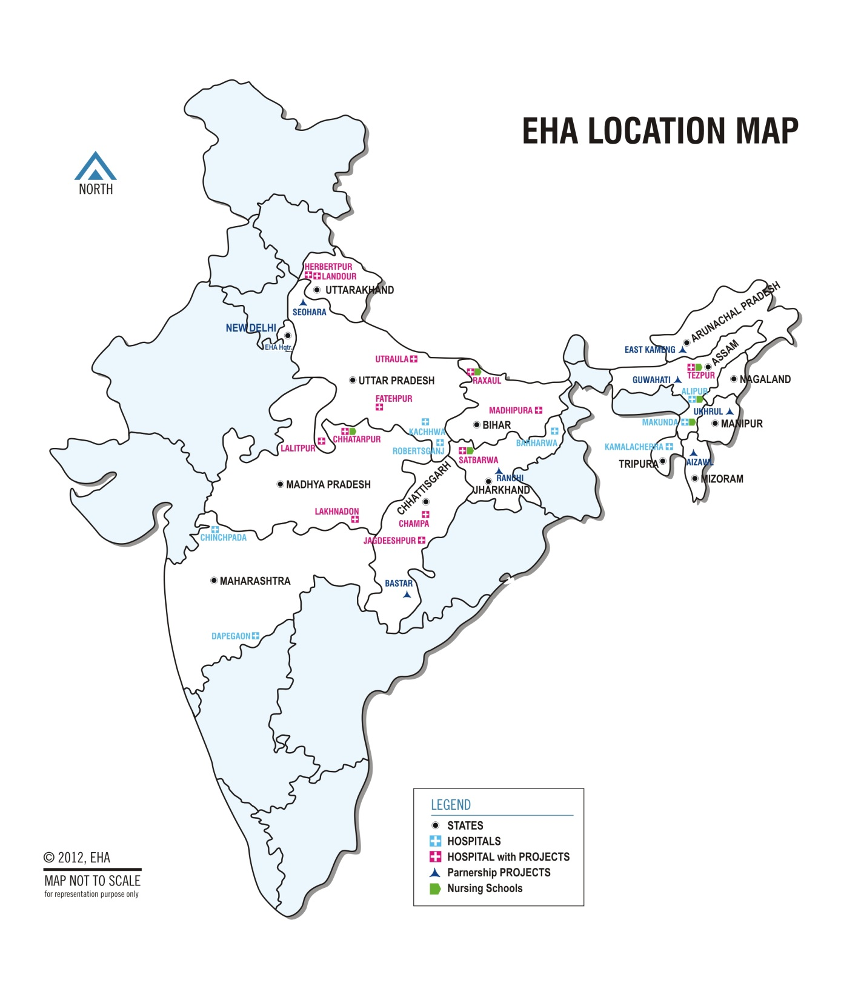 EHA LOCATION MAP
NORTH
HERBERTPUR
LANDOUR
UTTARAKHAND
SEOHARA
NEW DELHI
EHA Hqtr.
UTRAULA
UTTAR PRADESH
RAXAUL
FATEHPUR
MADHIPURA
BIHAR
KACHHWA
CHHATARPUR
LALITPUR
ROBERTSGANJ
BARHARWA
SATBARWA
RANCHI
JHARKHAND
MADHYA PRADESH
CHHATTISGARH
LAKHNADON
CHAMPA
CHINCHPADA
JAGDEESHPUR
MAHARASHTRA
BASTAR
DAPEGAON
ARUNACHAL PRADESH
EAST KAMENG
ASSAM
TEZPUR
GUWAHATI
NAGALAND
ALIPUR
UKHRUL
MAKUNDA
MANIPUR
KAMALACHERRA
TRIPURA
AIZAWL
MIZORAM
LEGEND
STATES
HOSPITALS
HOSPITAL with PROJECTS
Parnership PROJECTS
Nursing Schools
© 2012, EHA
MAP NOT TO SCALE
for representation purpose only